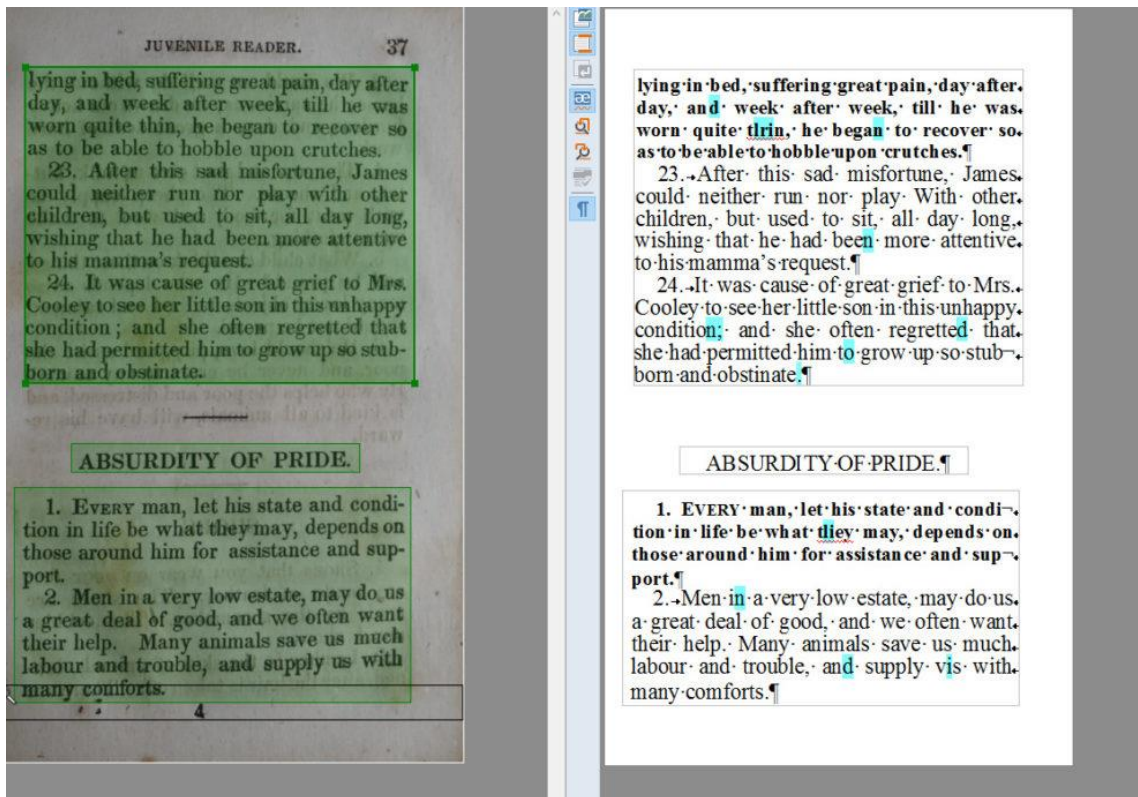 JUVENILE READER. 37
lying in bed, suffering great pain, day after
day, and week after week, till he was
worn quite thin, he began to recover so
as to be able to hobble upon crutches.
23. After this sad misfortune, James
could neither run nor play with other
children, but used to sit, all day long,
wishing that he had been more attentive
to his mamma's request.
24. It was cause of great grief to Mrs.
Cooley to see her little son in this unhappy
condition; and she often regretted that
she had permitted him to grow up so stub-
born and obstinate.
ABSURDITY OF PRIDE.
1. EVERY man, let his state and condi-
tion in life be what they may, depends on
those around him for assistance and sup-
port.
2. Men in a very low estate, may do us
a great deal of good, and we often want
their help. Many animals save us much
labour and trouble, and supply us with
many comforts.
4
lying in bed, suffering great pain, day after
day, and week after week, till he was
worn quite tlrin, he began to recover so
as to be able to hobble upon crutches.¶
23. After this sad misfortune, James
could neither run nor play With other
children, but used to sit, all day long,
wishing that he had been more attentive
to his mamma's request.¶
24. It was cause of great grief to Mrs.
Cooley to see her little son in this unhappy
condition; and she often regretted that
she had permitted him to grow up so stub¬
born and obstinate.¶
ABSURDITY OF PRIDE.¶
1. EVERY man, let his state and condi¬
tion in life be what tliey may, depends on
those around him for assistance and sup¬
port.¶
2. Men in a very low estate, may do us
a great deal of good, and we often want
their help. Many animals save us much
labour and trouble, and supply vis with
many comforts.¶